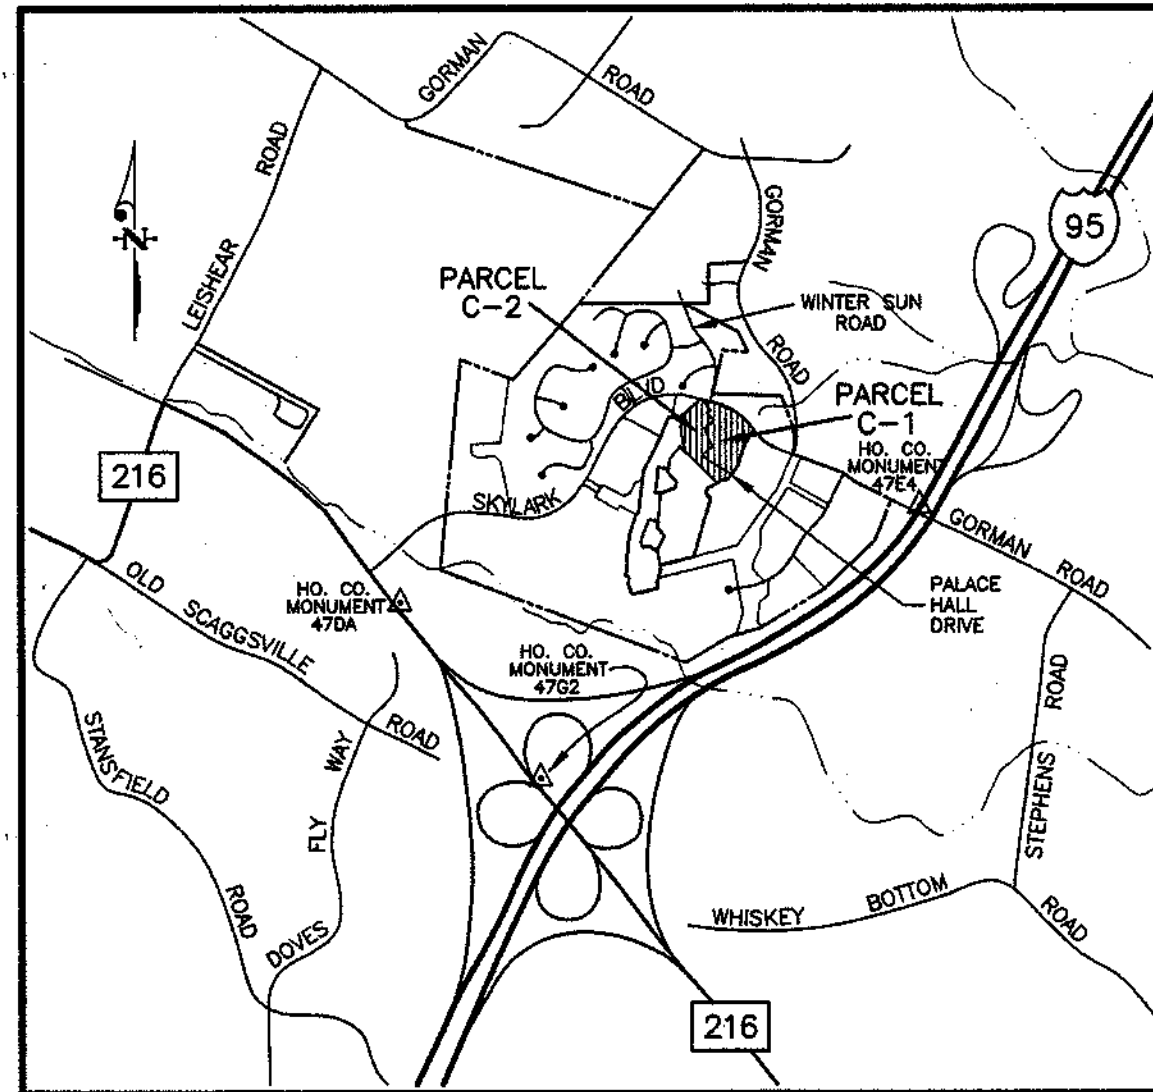 GORMAN
ROAD
ROAD
LEISHEAR
N
GORMAN
ROAD
95
PARCEL
C-2
WINTER SUN
ROAD
BLVD
SKYLARK
PARCEL
C-1
HO. CO.
MONUMENT
47E4
216
GORMAN
ROAD
OLD
SCAGGSVILLE
ROAD
HO. CO.
MONUMENT
47DA
PALACE
HALL
DRIVE
HO. CO.
MONUMENT
47G2
STANSFIELD
ROAD
WAY
FLY
DOVES
ROAD
STEPHENS
WHISKEY
BOTTOM
ROAD
216